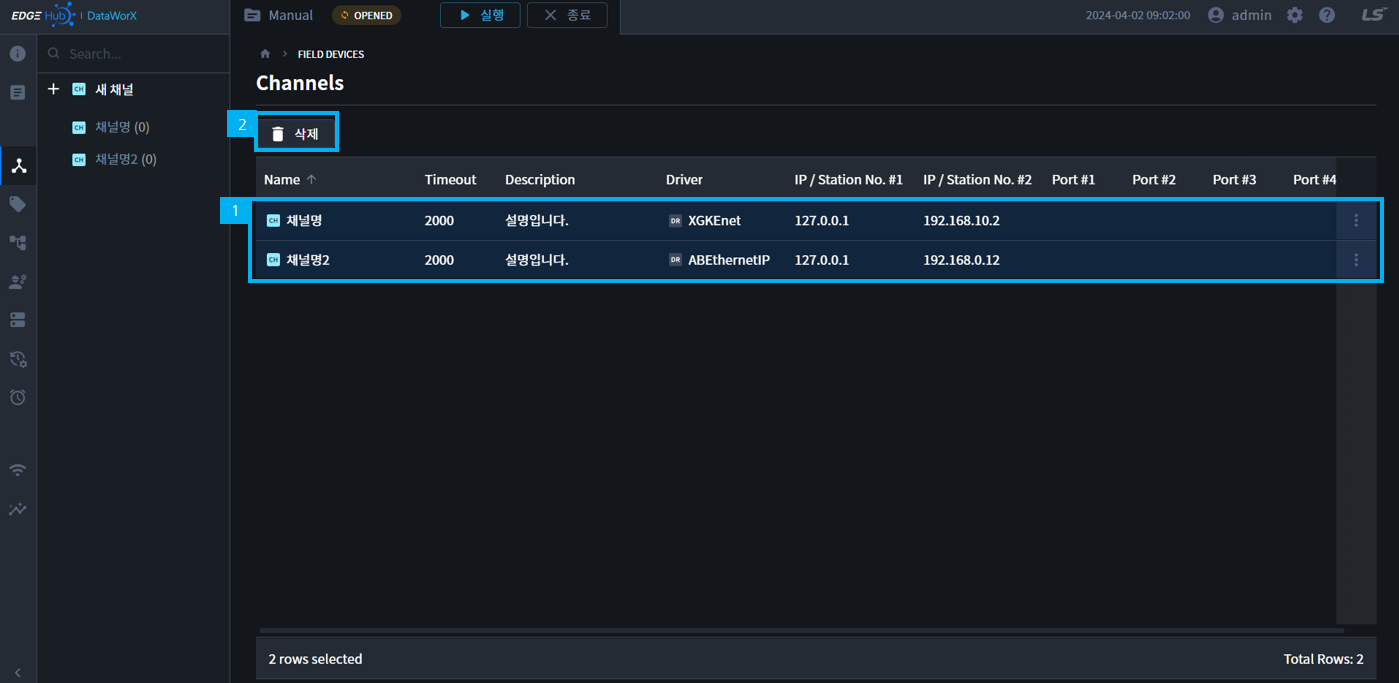 EDGE Hub | DataWorX
Manual
OPENED
실행
종료
2024-04-02 09:02:00
admin
LS
Search...
새 채널
채널명 (0)
채널명2 (0)
FIELD DEVICES
Channels
2
삭제
Name Timeout Description Driver IP / Station No. #1 IP / Station No. #2 Port #1 Port #2 Port #3 Port #4
1
CH 채널명 2000 설명입니다. DR XGKEnet 127.0.0.1 192.168.10.2
CH 채널명2 2000 설명입니다. DR ABEthernetIP 127.0.0.1 192.168.0.12
2 rows selected
Total Rows: 2